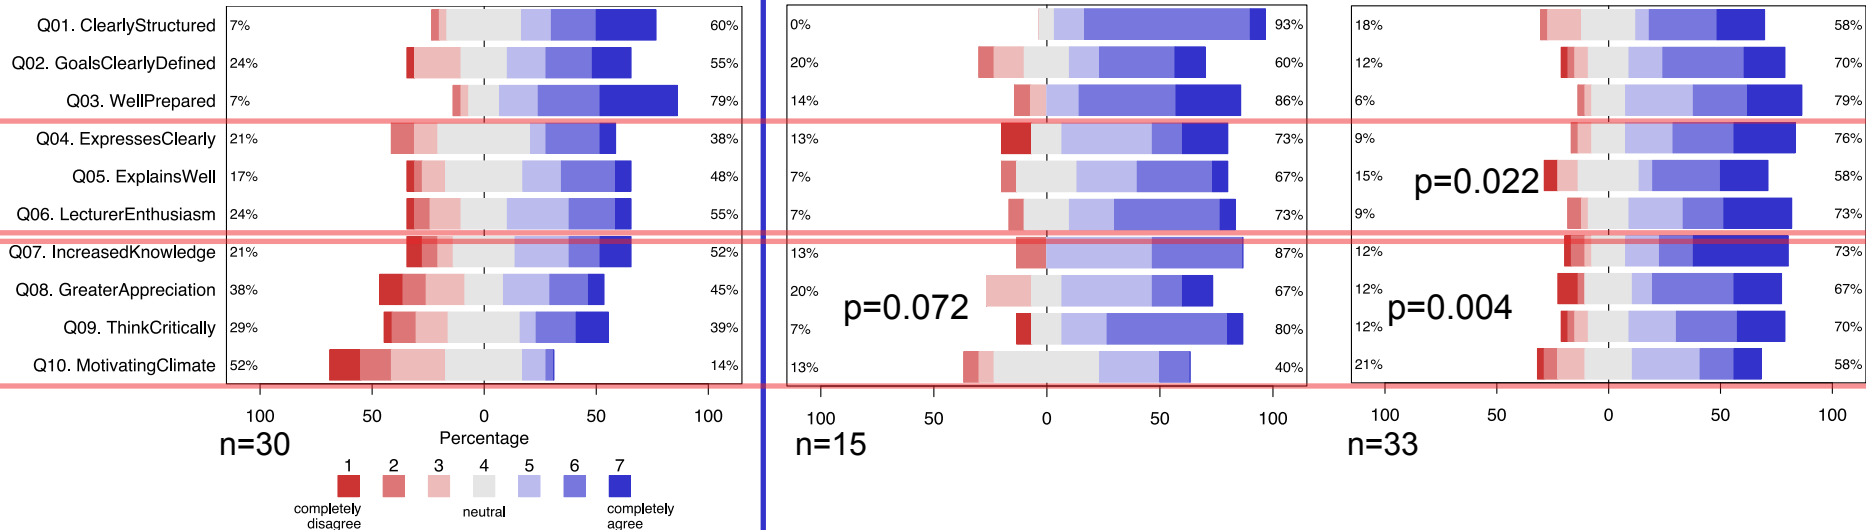 Q01. ClearlyStructured 7% 60% 0% 93% 18% 58%
Q02. GoalsClearlyDefined 24% 55% 20% 60% 12% 70%
Q03. WellPrepared 7% 79% 14% 86% 6% 79%
Q04. ExpressesClearly 21% 38% 13% 73% 9% 76%
Q05. ExplainsWell 17% 48% 7% 67% 15% p=0.022 58%
Q06. LecturerEnthusiasm 24% 55% 7% 73% 9% 73%
Q07. IncreasedKnowledge 21% 52% 13% 87% 12% 73%
Q08. GreaterAppreciation 38% 45% 20% 67% 12% 67%
p=0.072 p=0.004
Q09. ThinkCritically 29% 39% 7% 80% 12% 70%
Q10. MotivatingClimate 52% 14% 13% 40% 21% 58%
100 50 0 50 100 100 50 0 50 100 100 50 0 50 100
n=30 Percentage n=15 n=33
1 2 3 4 5 6 7
completely neutral completely
disagree agree